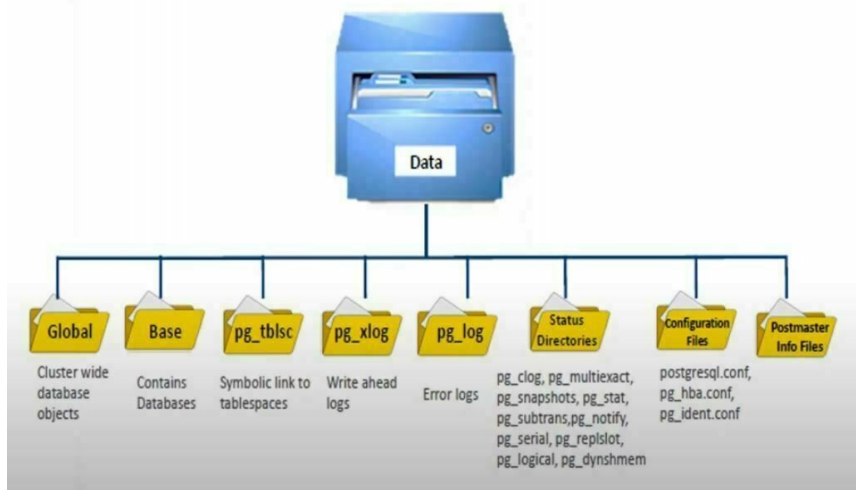 Data
Global
Base
pg_tblsc
pg_xlog
pg_log
Status
Directories
Configuration
Files
Postmaster
Info Files
Cluster wide
database
objects
Contains
Databases
Symbolic link to
tablespaces
Write ahead
logs
Error logs
pg_clog, pg_multiexact,
pg_snapshots, pg_stat,
pg_subtrans,pg_notify,
pg_serial, pg_replslot,
pg_logical, pg_dynshmem
postgresql.conf,
pg_hba.conf,
pg_ident.conf